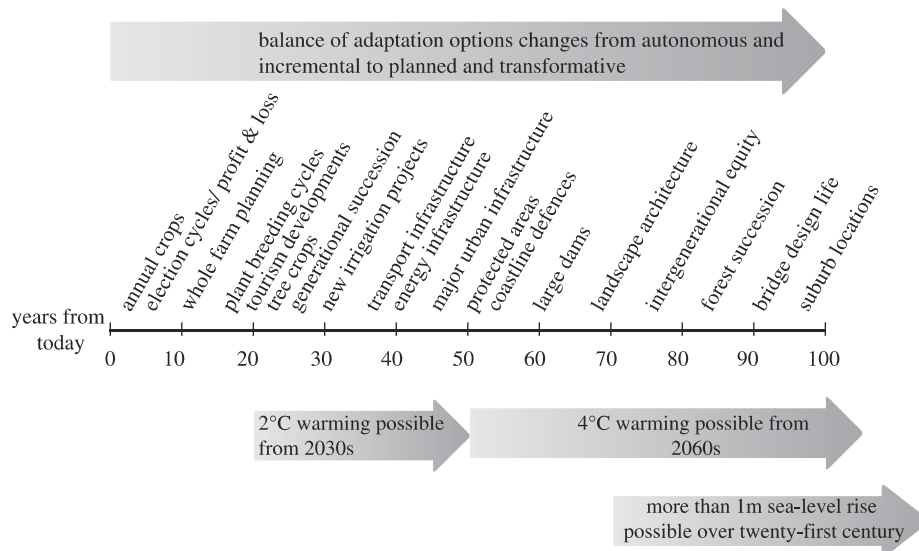 balance of adaptation options changes from autonomous and
incremental to planned and transformative
annual crops
election cycles/ profit & loss
whole farm planning
plant breeding cycles
tourism developments
tree crops
generational succession
new irrigation projects
transport infrastructure
energy infrastructure
major urban infrastructure
protected areas
coastline defences
large dams
landscape architecture
intergenerational equity
forest succession
bridge design life
suburb locations
years from
today
0 10 20 30 40 50 60 70 80 90 100
2°C warming possible
from 2030s
4°C warming possible from
2060s
more than 1m sea-level rise
possible over twenty-first century